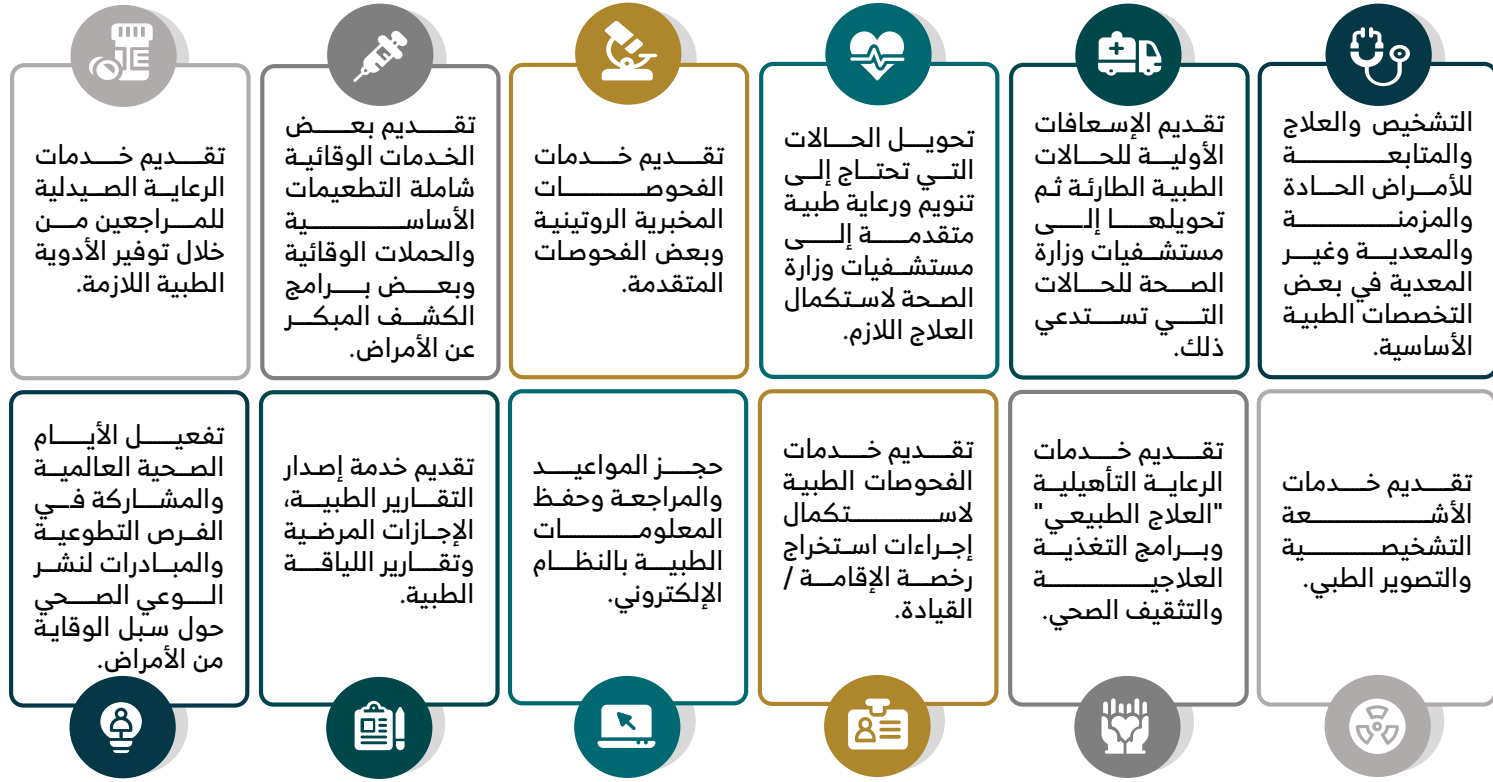 التشخيص والعلاج
والمتابعة
للأمراض الحادة
والمزمنة
والمعدية وغير
المعدية في بعض
التخصصات الطبية
الأساسية.
تقديم الإسعافات
الأولية للحالات
الطبية الطارئة ثم
تحويلها إلى
مستشفيات وزارة
الصحة للحالات
التي تستدعي
ذلك.
تحويل الحالات
التي تحتاج إلى
تنويم ورعاية طبية
متقدمة إلى
مستشفيات وزارة
الصحة لاستكمال
العلاج اللازم.
تقديم خدمات
الفحوصات
المخبرية الروتينية
وبعض الفحوصات
المتقدمة.
تقديم بعض
الخدمات الوقائية
شاملة التطعيمات
الأساسية
والحملات الوقائية
وبعض برامج
الكشف المبكر
عن الأمراض.
تقديم خدمات
الرعاية الصيدلية
للمراجعين من
خلال توفير الأدوية
الطبية اللازمة.
تقديم خدمات
الأشعة
التشخيصية
والتصوير الطبي.
تقديم خدمات
الرعاية التأهيلية
"العلاج الطبيعي"
وبرامج التغذية
العلاجية
والتثقيف الصحي.
تقديم خدمات
الفحوصات الطبية
لاستكمال
إجراءات استخراج
رخصة الإقامة /
القيادة.
حجز المواعيد
والمراجعة وحفظ
المعلومات
الطبية بالنظام
الإلكتروني.
تقديم خدمة إصدار
التقارير الطبية،
الإجازات المرضية
وتقارير اللياقة
الطبية.
تفعيل الأيام
الصحية العالمية
والمشاركة في
الفرص التطوعية
والمبادرات لنشر
الوعي الصحي
حول سبل الوقاية
من الأمراض.